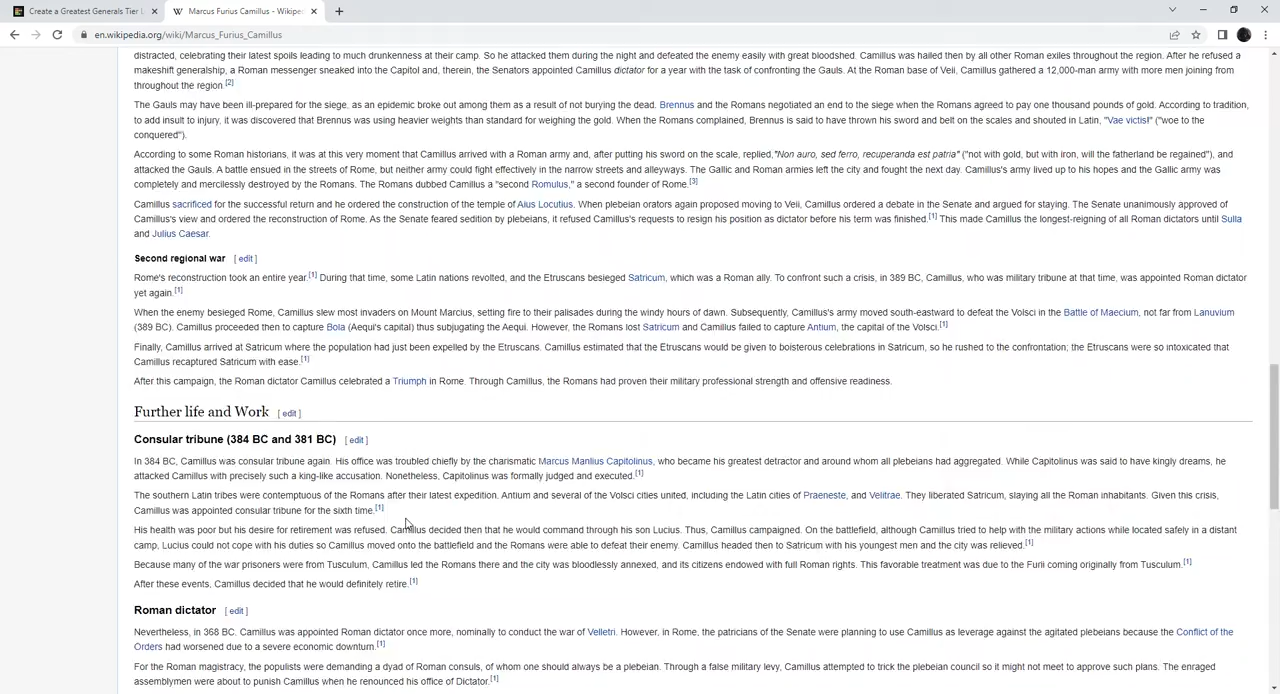 Create a Greatest Generals Tier L
Marcus Furius Camillus - Wikipe
en.wikipedia.org/wiki/Marcus_Furius_Camillus
distracted, celebrating their latest spoils leading to much drunkenness at their camp. So he attacked them during the night and defeated the enemy easily with great bloodshed. Camillus was hailed then by all other Roman exiles throughout the region. After he refused a
makeshift generalship, a Roman messenger sneaked into the Capitol and, therein, the Senators appointed Camillus dictator for a year with the task of confronting the Gauls. At the Roman base of Veii, Camillus gathered a 12,000-man army with more men joining from
throughout the region.[2]
The Gauls may have been ill-prepared for the siege, as an epidemic broke out among them as a result of not burying the dead. Brennus and the Romans negotiated an end to the siege when the Romans agreed to pay one thousand pounds of gold. According to tradition,
to add insult to injury, it was discovered that Brennus was using heavier weights than standard for weighing the gold. When the Romans complained, Brennus is said to have thrown his sword and belt on the scales and shouted in Latin, "Vae victis!" ("woe to the
conquered").
According to some Roman historians, it was at this very moment that Camillus arrived with a Roman army and, after putting his sword on the scale, replied,"Non auro, sed ferro, recuperanda est patria" ("not with gold, but with iron, will the fatherland be regained"), and
attacked the Gauls. A battle ensued in the streets of Rome, but neither army could fight effectively in the narrow streets and alleyways. The Gallic and Roman armies left the city and fought the next day. Camillus's army lived up to his hopes and the Gallic army was
completely and mercilessly destroyed by the Romans. The Romans dubbed Camillus a "second Romulus," a second founder of Rome.[3]
Camillus sacrificed for the successful return and he ordered the construction of the temple of Aius Locutius. When plebeian orators again proposed moving to Veii, Camillus ordered a debate in the Senate and argued for staying. The Senate unanimously approved of
Camillus's view and ordered the reconstruction of Rome. As the Senate feared sedition by plebeians, it refused Camillus's requests to resign his position as dictator before his term was finished.[1] This made Camillus the longest-reigning of all Roman dictators until Sulla
and Julius Caesar.
Second regional war [ edit ]
Rome's reconstruction took an entire year.[1] During that time, some Latin nations revolted, and the Etruscans besieged Satricum, which was a Roman ally. To confront such a crisis, in 389 BC, Camillus, who was military tribune at that time, was appointed Roman dictator
yet again.[1]
When the enemy besieged Rome, Camillus slew most invaders on Mount Marcius, setting fire to their palisades during the windy hours of dawn. Subsequently, Camillus's army moved south-eastward to defeat the Volsci in the Battle of Maecium, not far from Lanuvium
(389 BC). Camillus proceeded then to capture Bola (Aequi's capital) thus subjugating the Aequi. However, the Romans lost Satricum and Camillus failed to capture Antium, the capital of the Volsci.[1]
Finally, Camillus arrived at Satricum where the population had just been expelled by the Etruscans. Camillus estimated that the Etruscans would be given to boisterous celebrations in Satricum, so he rushed to the confrontation; the Etruscans were so intoxicated that
Camillus recaptured Satricum with ease.[1]
After this campaign, the Roman dictator Camillus celebrated a Triumph in Rome. Through Camillus, the Romans had proven their military professional strength and offensive readiness.
Further life and Work [ edit ]
Consular tribune (384 BC and 381 BC) [ edit ]
In 384 BC, Camillus was consular tribune again. His office was troubled chiefly by the charismatic Marcus Manlius Capitolinus, who became his greatest detractor and around whom all plebeians had aggregated. While Capitolinus was said to have kingly dreams, he
attacked Camillus with precisely such a king-like accusation. Nonetheless, Capitolinus was formally judged and executed.[1]
The southern Latin tribes were contemptuous of the Romans after their latest expedition. Antium and several of the Volsci cities united, including the Latin cities of Praeneste, and Velitrae. They liberated Satricum, slaying all the Roman inhabitants. Given this crisis,
Camillus was appointed consular tribune for the sixth time.[1]
His health was poor but his desire for retirement was refused. Camillus decided then that he would command through his son Lucius. Thus, Camillus campaigned. On the battlefield, although Camillus tried to help with the military actions while located safely in a distant
camp, Lucius could not cope with his duties so Camillus moved onto the battlefield and the Romans were able to defeat their enemy. Camillus headed then to Satricum with his youngest men and the city was relieved.[1]
Because many of the war prisoners were from Tusculum, Camillus led the Romans there and the city was bloodlessly annexed, and its citizens endowed with full Roman rights. This favorable treatment was due to the Furii coming originally from Tusculum.[1]
After these events, Camillus decided that he would definitely retire.[1]
Roman dictator [ edit ]
Nevertheless, in 368 BC. Camillus was appointed Roman dictator once more, nominally to conduct the war of Velletri. However, in Rome, the patricians of the Senate were planning to use Camillus as leverage against the agitated plebeians because the Conflict of the
Orders had worsened due to a severe economic downturn.[1]
For the Roman magistracy, the populists were demanding a dyad of Roman consuls, of whom one should always be a plebeian. Through a false military levy, Camillus attempted to trick the plebeian council so it might not meet to approve such plans. The enraged
assemblymen were about to punish Camillus when he renounced his office of Dictator.[1]